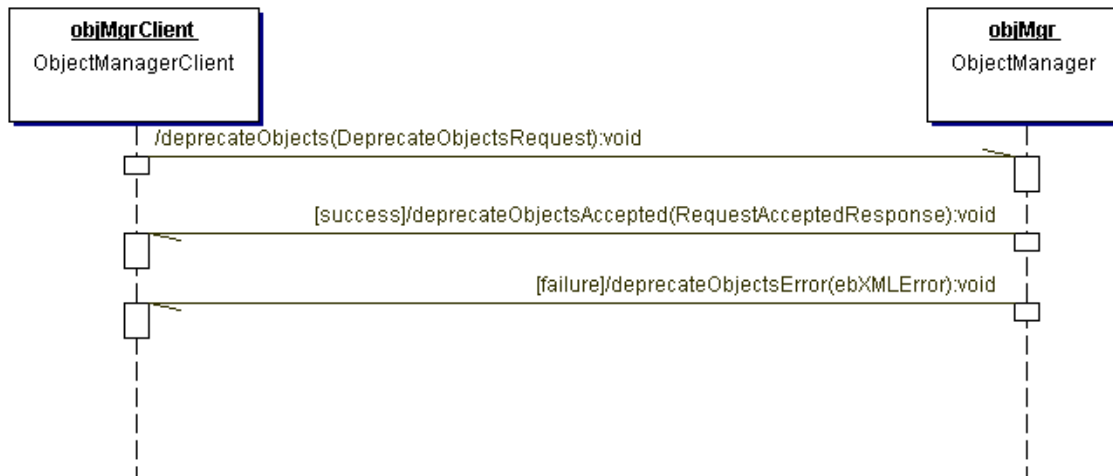 objMgrClient
ObjectManagerClient
objMgr
ObjectManager
/deprecateObjects(DeprecateObjectsRequest):void
[success]/deprecateObjectsAccepted(RequestAcceptedResponse):void
[failure]/deprecateObjectsError(ebXMLError):void